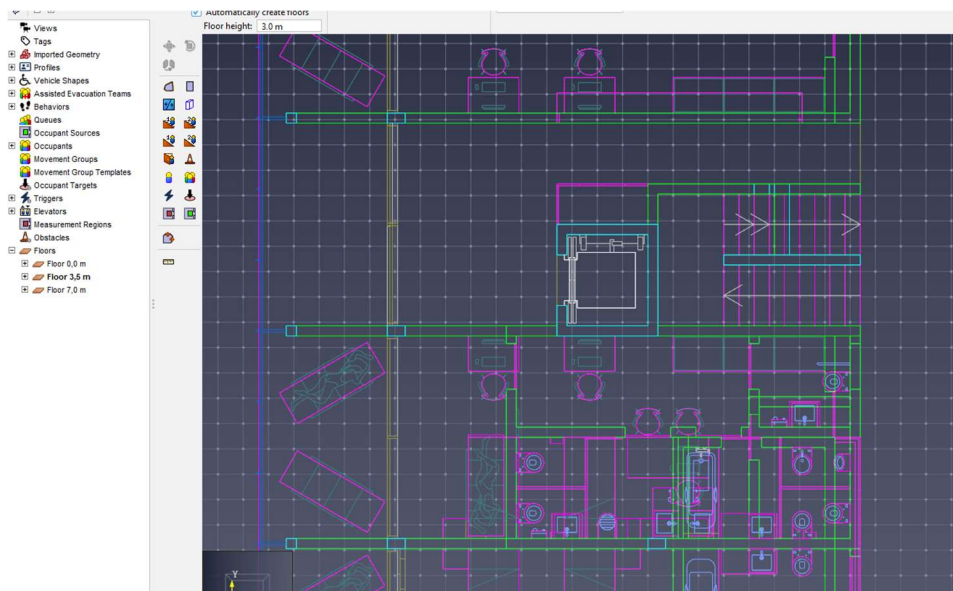 Automatically create floors
Floor height: 3.0 m
Views
Tags
Imported Geometry
Profiles
Vehicle Shapes
Assisted Evacuation Teams
Behaviors
Queues
Occupant Sources
Occupants
Movement Groups
Movement Group Templates
Occupant Targets
Triggers
Elevators
Measurement Regions
Obstacles
Floors
Floor 0,0 m
Floor 3,5 m
Floor 7,0 m
Y